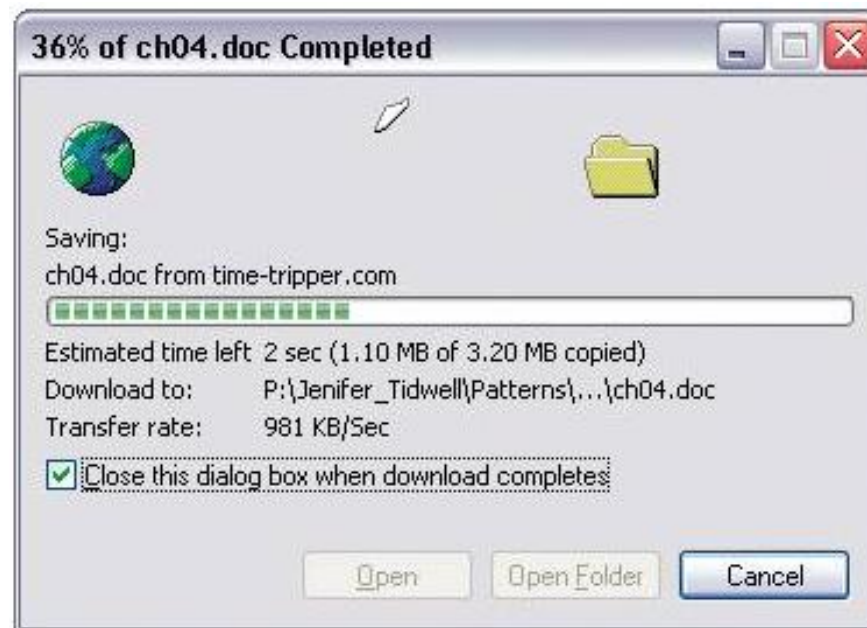 36% of ch04.doc Completed
Saving:
ch04.doc from time-tripper.com
Estimated time left 2 sec (1.10 MB of 3.20 MB copied)
Download to: P:\Jenifer_Tidwell\Patterns\...\ch04.doc
Transfer rate: 981 KB/Sec
Close this dialog box when download completes
Open Open Folder Cancel